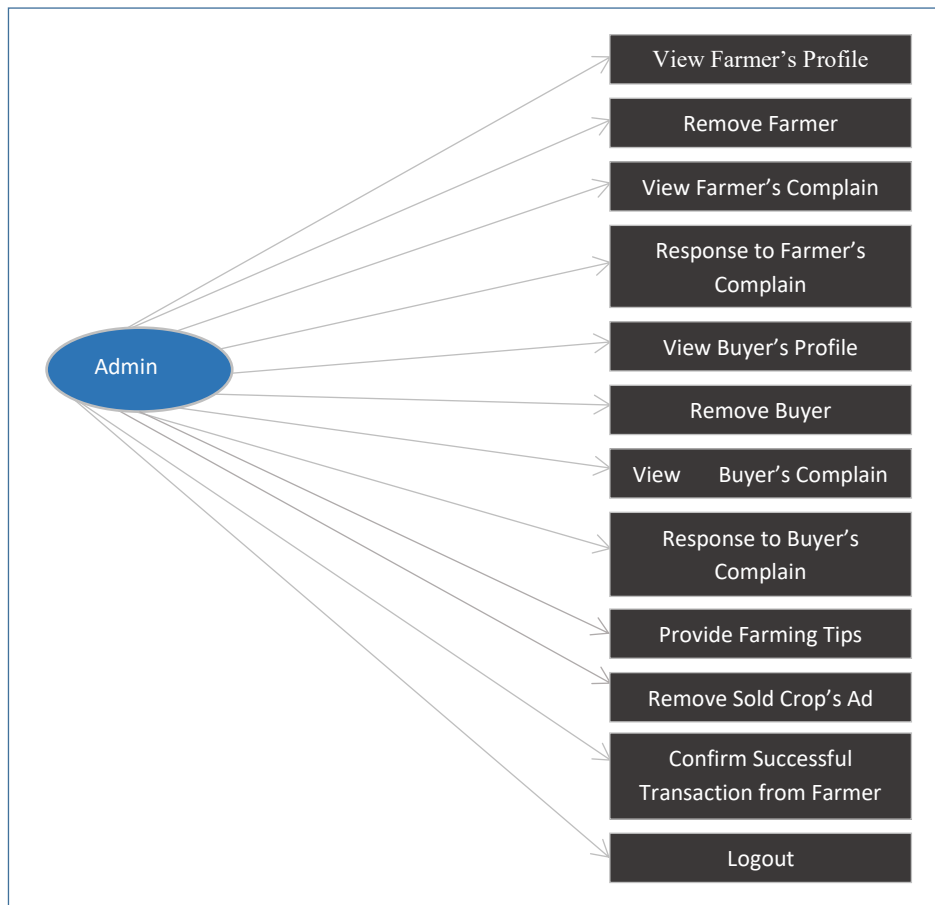 View Farmer’s Profile
Remove Farmer
View Farmer’s Complain
Response to Farmer’s
Complain
Admin
View Buyer’s Profile
Remove Buyer
View Buyer’s Complain
Response to Buyer’s
Complain
Provide Farming Tips
Remove Sold Crop’s Ad
Confirm Successful
Transaction from Farmer
Logout